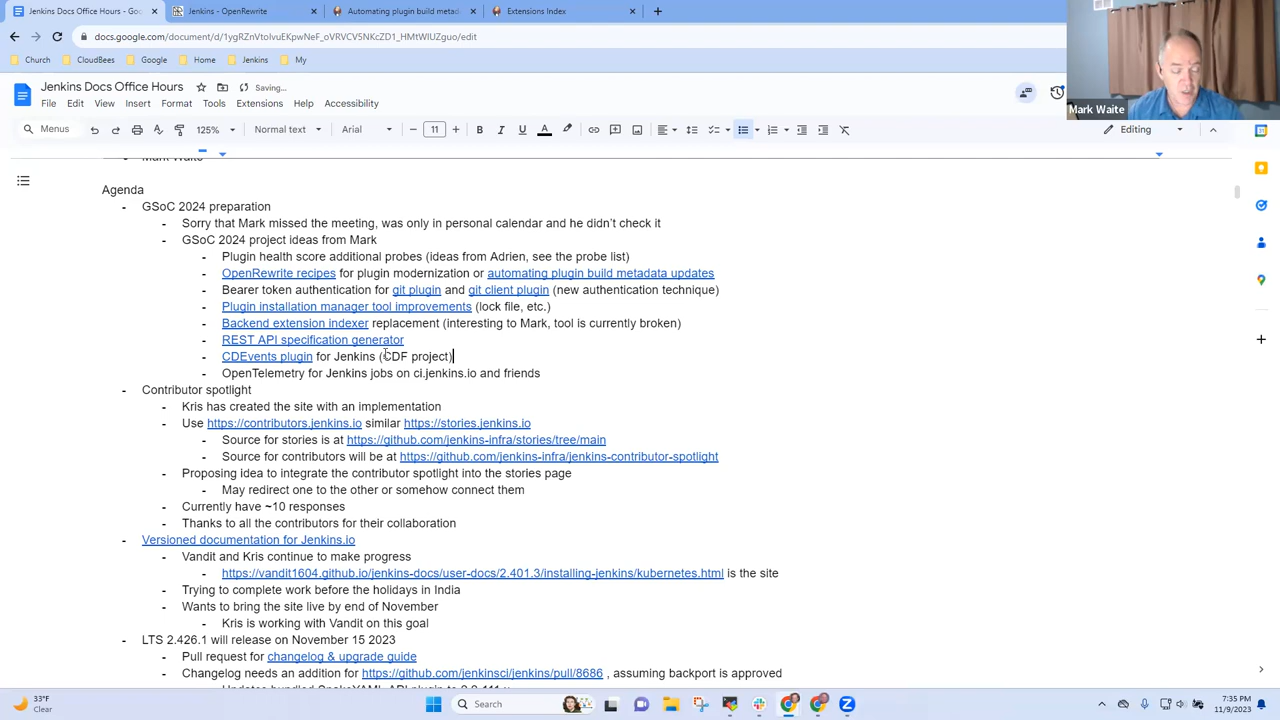 Jenkins Docs Office Hours - Go
Jenkins - OpenRewrite
Automating plugin build metad
Extensions Index
docs.google.com/document/d/1ygRZnVtoIvuEKpwNeF_oVRVCV5NKcZD1_HMtWIUZguo/edit
Church CloudBees Google Home Jenkins My
Jenkins Docs Office Hours Saving...
File Edit View Insert Format Tools Extensions Help Accessibility
Mark Waite
Menus 125% Normal text Arial 11 B I U A Editing
Mark Waite
Agenda
- GSoC 2024 preparation
- Sorry that Mark missed the meeting, was only in personal calendar and he didn't check it
- GSoC 2024 project ideas from Mark
- Plugin health score additional probes (ideas from Adrien, see the probe list)
- OpenRewrite recipes for plugin modernization or automating plugin build metadata updates
- Bearer token authentication for git plugin and git client plugin (new authentication technique)
- Plugin installation manager tool improvements (lock file, etc.)
- Backend extension indexer replacement (interesting to Mark, tool is currently broken)
- REST API specification generator
- CDEvents plugin for Jenkins (CDF project)
- OpenTelemetry for Jenkins jobs on ci.jenkins.io and friends
- Contributor spotlight
- Kris has created the site with an implementation
- Use https://contributors.jenkins.io similar https://stories.jenkins.io
- Source for stories is at https://github.com/jenkins-infra/stories/tree/main
- Source for contributors will be at https://github.com/jenkins-infra/jenkins-contributor-spotlight
- Proposing idea to integrate the contributor spotlight into the stories page
- May redirect one to the other or somehow connect them
- Currently have ~10 responses
- Thanks to all the contributors for their collaboration
- Versioned documentation for Jenkins.io
- Vandit and Kris continue to make progress
- https://vandit1604.github.io/jenkins-docs/user-docs/2.401.3/installing-jenkins/kubernetes.html is the site
- Trying to complete work before the holidays in India
- Wants to bring the site live by end of November
- Kris is working with Vandit on this goal
- LTS 2.426.1 will release on November 15 2023
- Pull request for changelog & upgrade guide
- Changelog needs an addition for https://github.com/jenkinsci/jenkins/pull/8686 , assuming backport is approved
33°F
Clear
Search
7:35 PM
11/9/2023